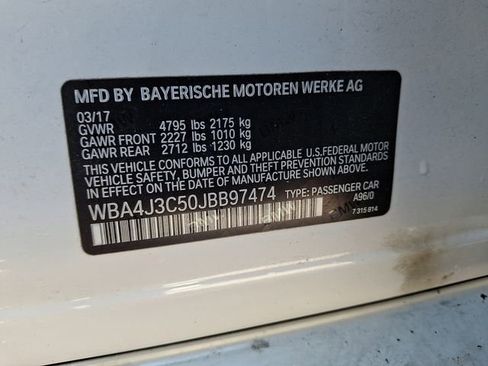 MFD BY BAYERISCHE MOTOREN WERKE AG
03/17
GVWR 4795 lbs 2175 kg
GAWR FRONT 2227 lbs 1010 kg
GAWR REAR 2712 lbs 1230 kg
THIS VEHICLE CONFORMS TO ALL APPLICABLE U.S.FEDERAL MOTOR
VEHICLE SAFETY, BUMPER, AND THEFT PREVENTION STANDARDS
IN EFFECT ON THE DATE OF MANUFACTURE SHOWN ABOVE.
WBA4J3C50JBB97474 TYPE: PASSENGER CAR
A96/0
7 315 814